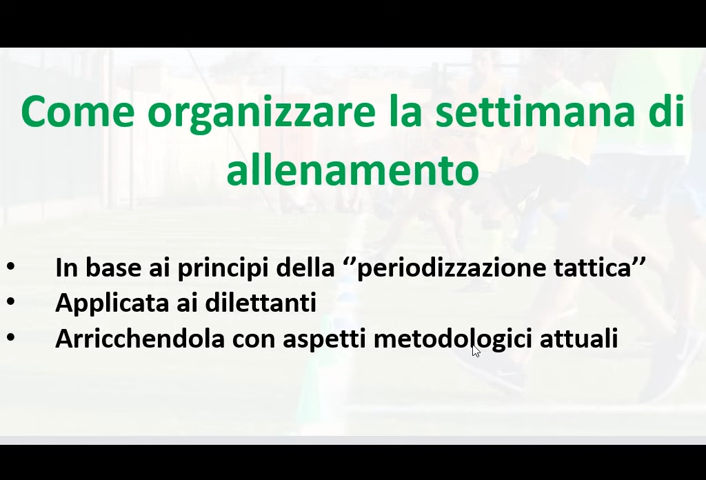 Come organizzare la settimana di
allenamento
• In base ai principi della ‘’periodizzazione tattica’’
• Applicata ai dilettanti
• Arricchendola con aspetti metodologici attuali